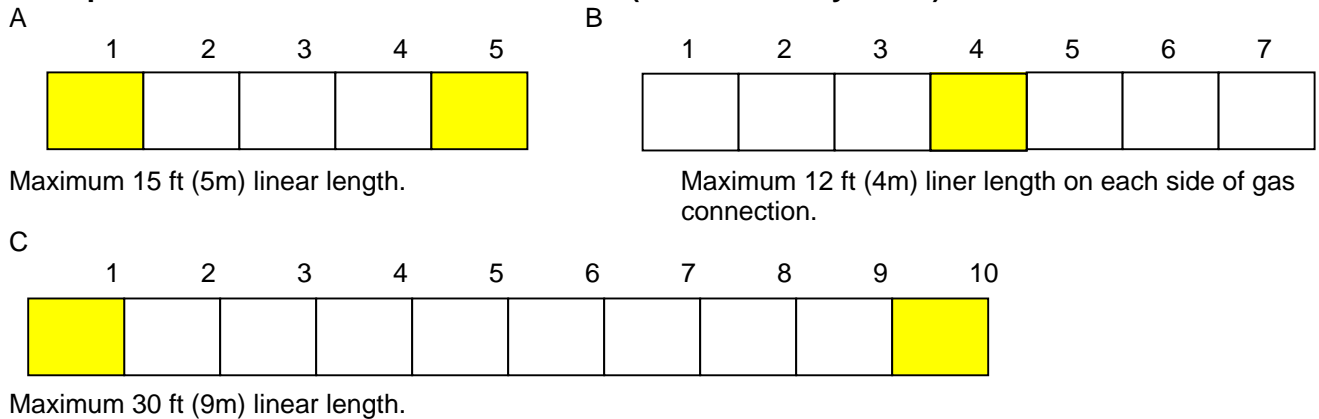 A
B
1 2 3 4 5
1 2 3 4 5 6 7
Maximum 15 ft (5m) linear length.
Maximum 12 ft (4m) liner length on each side of gas
connection.
C
1 2 3 4 5 6 7 8 9 10
Maximum 30 ft (9m) linear length.